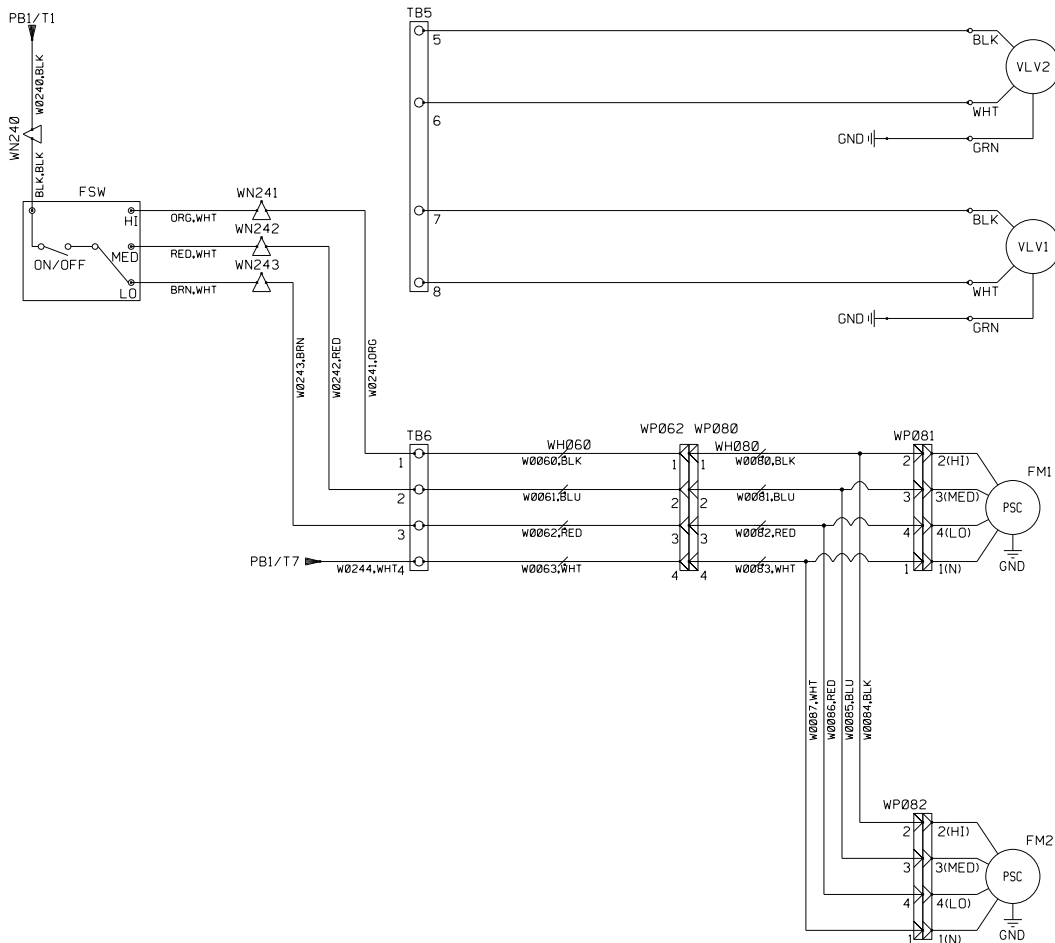 PB1/T1
W0240,BLK
WN240
BLK,BLK
FSW
HI
MED
LO
ON/OFF
ORG,WHT
RED,WHT
BRN,WHT
WN241
WN242
WN243
W0243,BRN
W0242,RED
W0241,ORG
TB5
5
6
7
8
BLK
WHT
GND
GRN
VLV2
BLK
WHT
GND
GRN
VLV1
TB6
1
2
3
4
PB1/T7
W0244,WHT
WH060
W0060,BLK
W0061,BLU
W0062,RED
W0063,WHT
WP062
WP080
1
1
2
2
3
3
4
4
WH080
W0080,BLK
W0081,BLU
W0082,RED
W0083,WHT
WP081
2
2(HI)
3
3(MED)
4
4(LO)
1
1(N)
FM1
PSC
GND
W0087,WHT
W0086,RED
W0085,BLU
W0084,BLK
WP082
2
2(HI)
3
3(MED)
4
4(LO)
1
1(N)
FM2
PSC
GND